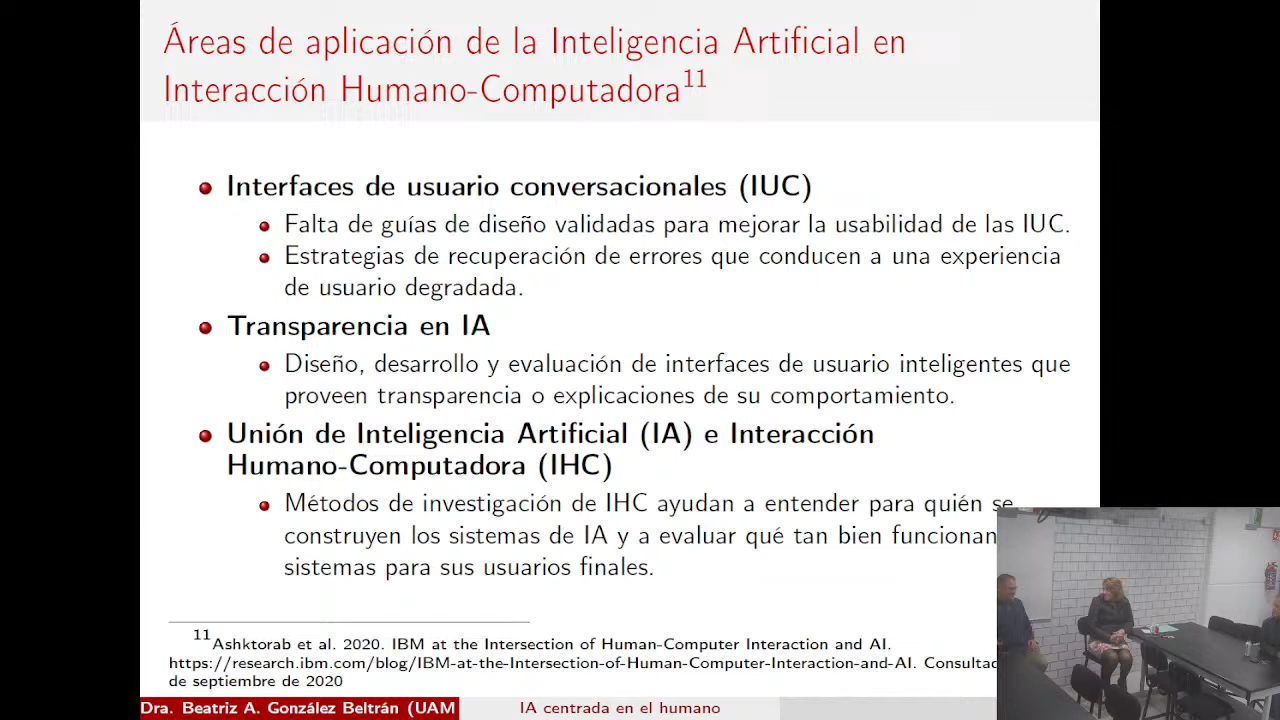 Áreas de aplicación de la Inteligencia Artificial en
Interacción Humano-Computadora11
Interfaces de usuario conversacionales (IUC)
Falta de guías de diseño validadas para mejorar la usabilidad de las IUC.
Estrategias de recuperación de errores que conducen a una experiencia
de usuario degradada.
Transparencia en IA
Diseño, desarrollo y evaluación de interfaces de usuario inteligentes que
proveen transparencia o explicaciones de su comportamiento.
Unión de Inteligencia Artificial (IA) e Interacción
Humano-Computadora (IHC)
Métodos de investigación de IHC ayudan a entender para quién se
construyen los sistemas de IA y a evaluar qué tan bien funcionan
sistemas para sus usuarios finales.
11Ashktorab et al. 2020. IBM at the Intersection of Human-Computer Interaction and AI.
https://research.ibm.com/blog/IBM-at-the-Intersection-of-Human-Computer-Interaction-and-AI. Consultad
de septiembre de 2020
Dra. Beatriz A. González Beltrán (UAM IA centrada en el humano